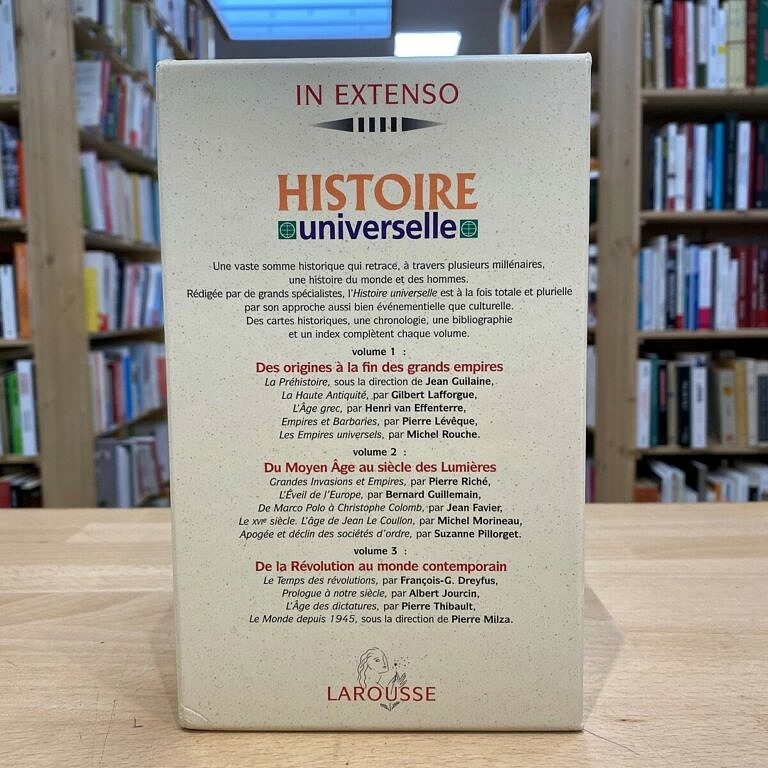 IN EXTENSO
HISTOIRE
universelle
Une vaste somme historique qui retrace, à travers plusieurs millénaires,
une histoire du monde et des hommes.
Rédigée par de grands spécialistes, l'Histoire universelle est à la fois totale et plurielle
par son approche aussi bien événementielle que culturelle.
Des cartes historiques, une chronologie, une bibliographie
et un index complètent chaque volume.
volume 1 :
Des origines à la fin des grands empires
La Préhistoire, sous la direction de Jean Guilaine,
La Haute Antiquité, par Gilbert Lafforgue,
L'Âge grec, par Henri van Effenterre,
Empires et Barbaries, par Pierre Lévêque,
Les Empires universels, par Michel Rouche.
volume 2 :
Du Moyen Âge au siècle des Lumières
Grandes Invasions et Empires, par Pierre Riché,
L'Éveil de l'Europe, par Bernard Guillemain,
De Marco Polo à Christophe Colomb, par Jean Favier,
Le XVIe siècle. L'âge de Jean Le Coullon, par Michel Morineau,
Apogée et déclin des sociétés d'ordre, par Suzanne Pillorget.
volume 3 :
De la Révolution au monde contemporain
Le Temps des révolutions, par François-G. Dreyfus,
Prologue à notre siècle, par Albert Jourcin,
L'Âge des dictatures, par Pierre Thibault,
Le Monde depuis 1945, sous la direction de Pierre Milza.
LAROUSSE